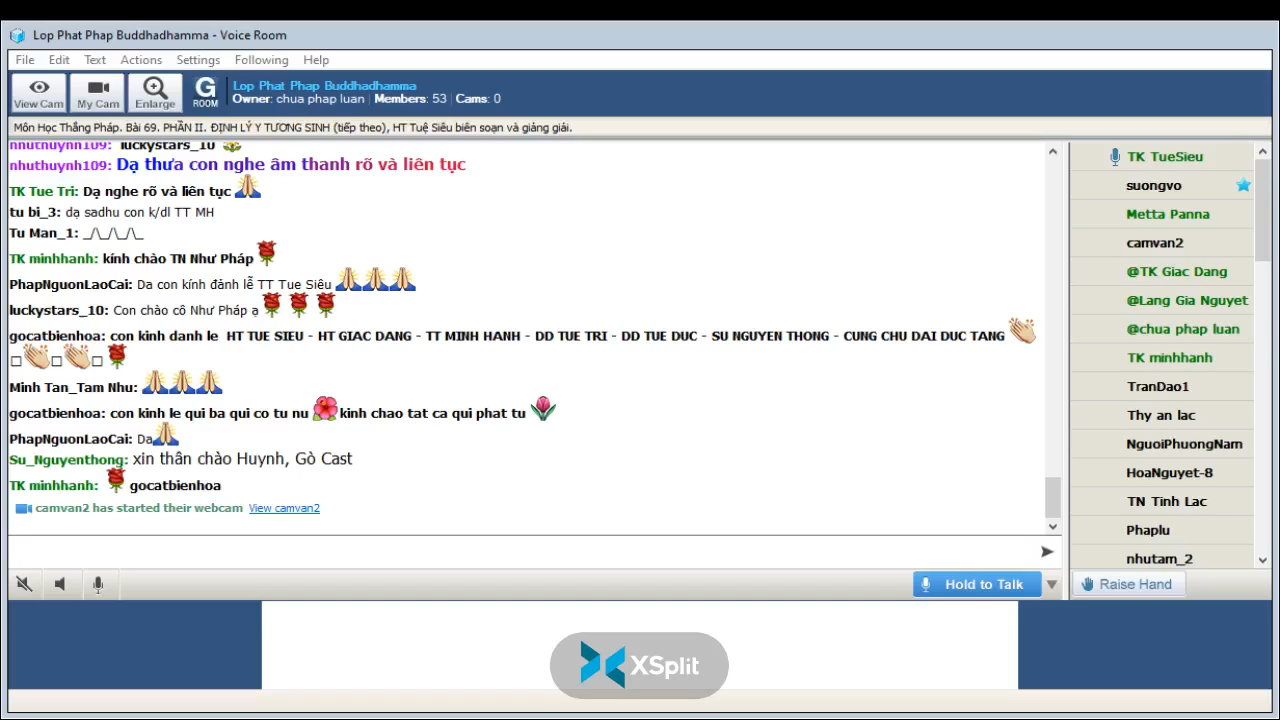 Lop Phat Phap Buddhadhamma - Voice Room
File Edit Text Actions Settings Following Help
View Cam My Cam Enlarge G ROOM
Lop Phat Phap Buddhadhamma
Owner: chua phap luan | Members: 53 | Cams: 0
Môn Học Thắng Pháp. Bài 69. PHẦN II. ĐỊNH LÝ Y TƯƠNG SINH (tiếp theo), HT Tuệ Siêu biên soạn và giảng giải.
nhuthuynh109: luckystars_10
nhuthuynh109: Dạ thưa con nghe âm thanh rõ và liên tục
TK Tue Tri: Dạ nghe rõ và liên tục
tu bi_3: dạ sadhu con k/dl TT MH
Tu Man_1: _/\_/\_/\_
TK minhhanh: kính chào TN Như Pháp
PhapNguonLaoCai: Da con kính đảnh lễ TT Tue Siêu
luckystars_10: Con chào cô Như Pháp ạ
gocatbienhoa: con kinh danh le HT TUE SIEU - HT GIAC DANG - TT MINH HANH - DD TUE TRI - DD TUE DUC - SU NGUYEN THONG - CUNG CHU DAI DUC TANG
Minh Tan_Tam Nhu:
gocatbienhoa: con kinh le qui ba qui co tu nu kinh chao tat ca qui phat tu
PhapNguonLaoCai: Da
Su_Nguyenthong: xin thân chào Huynh, Gò Cast
TK minhhanh: gocatbienhoa
camvan2 has started their webcam View camvan2
Hold to Talk
TK TueSieu
suongvo
Metta Panna
camvan2
@TK Giac Dang
@Lang Gia Nguyet
@chua phap luan
TK minhhanh
TranDao1
Thy an lac
NguoiPhuongNam
HoaNguyet-8
TN Tinh Lac
Phaplu
nhutam_2
Raise Hand
XSplit